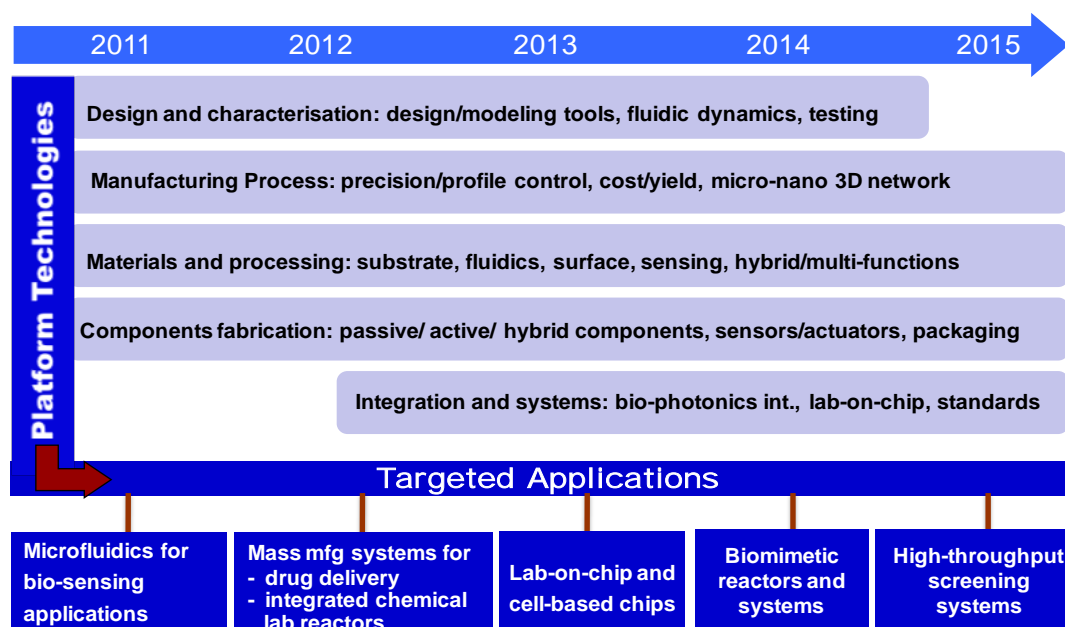 2011 2012 2013 2014 2015
Platform Technologies
Design and characterisation: design/modeling tools, fluidic dynamics, testing
Manufacturing Process: precision/profile control, cost/yield, micro-nano 3D network
Materials and processing: substrate, fluidics, surface, sensing, hybrid/multi-functions
Components fabrication: passive/ active/ hybrid components, sensors/actuators, packaging
Integration and systems: bio-photonics int., lab-on-chip, standards
Targeted Applications
Microfluidics for
bio-sensing
applications
Mass mfg systems for
- drug delivery
- integrated chemical
lab reactors
Lab-on-chip and
cell-based chips
Biomimetic
reactors and
systems
High-throughput
screening
systems